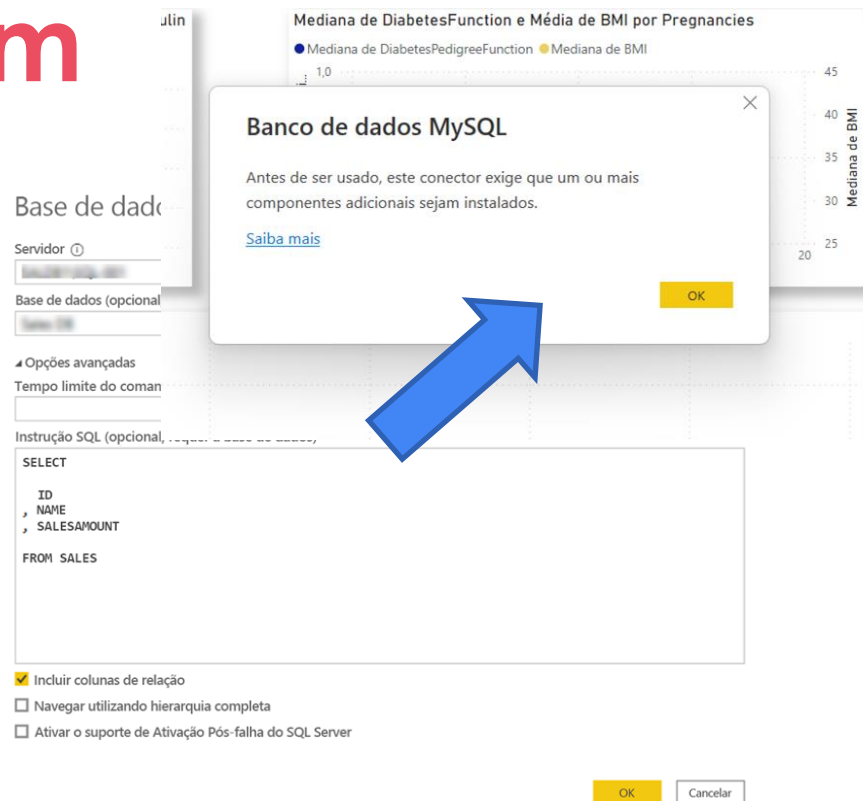 m
ulin
Mediana de DiabetesFunction e Média de BMI por Pregnancies
Mediana de DiabetesPedigreeFunction
Mediana de BMI
1,0
45
40
35
30
25
Mediana de BMI
20
Banco de dados MySQL
Antes de ser usado, este conector exige que um ou mais
componentes adicionais sejam instalados.
Saiba mais
OK
Base de dado
Servidor
Base de dados (opcional
Opções avançadas
Tempo limite do coman
Instrução SQL (opcional,
SELECT
ID
, NAME
, SALESAMOUNT
FROM SALES
Incluir colunas de relação
Navegar utilizando hierarquia completa
Ativar o suporte de Ativação Pós-falha do SQL Server
OK
Cancelar